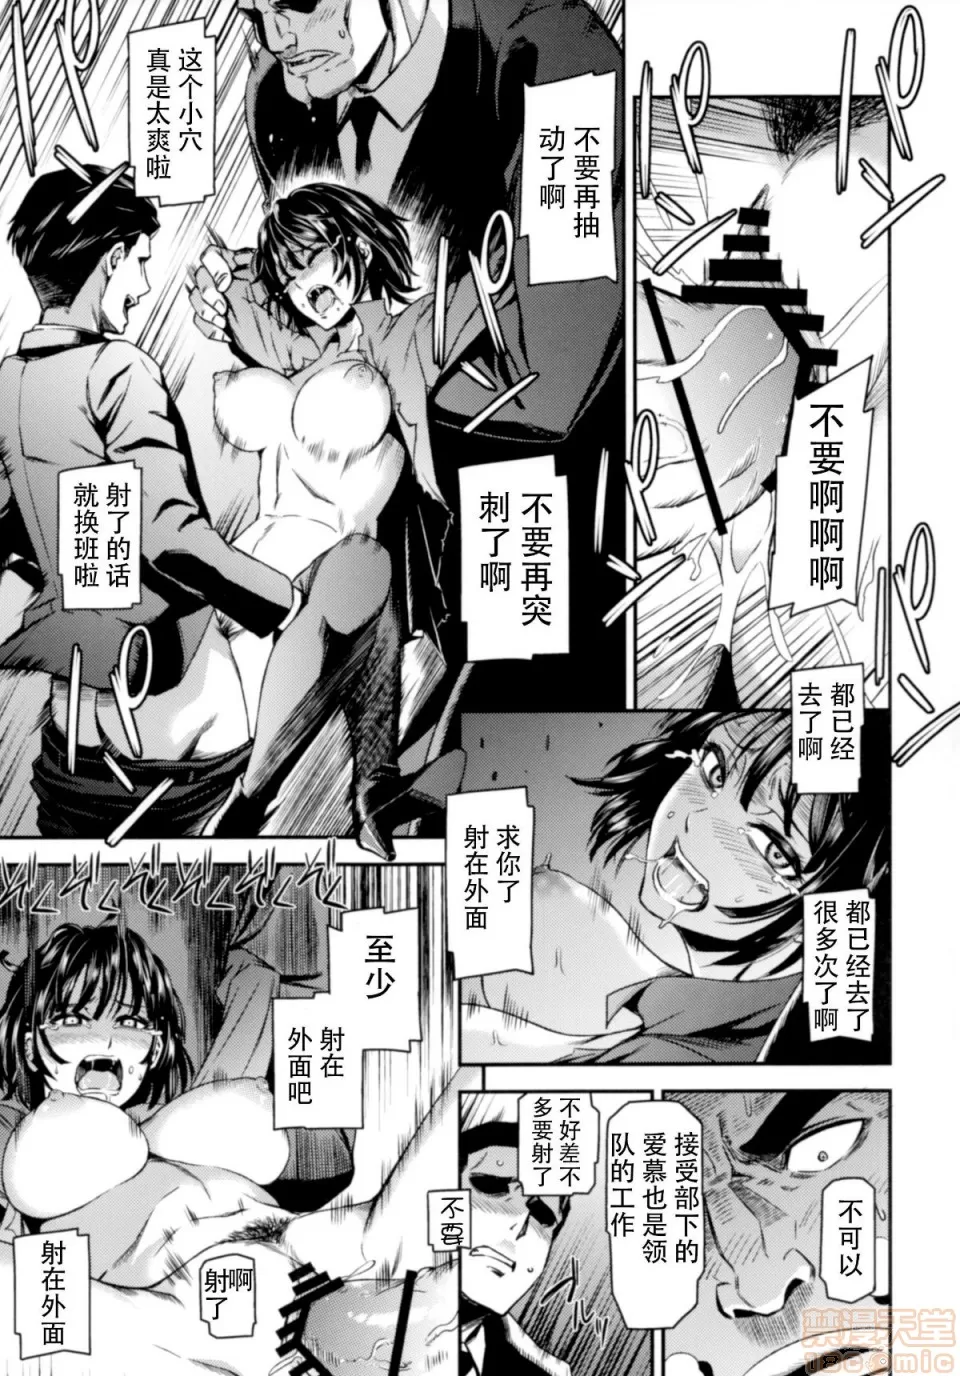 不要啊啊啊
不要再抽
动了啊
这个小穴
真是太爽啦
不要再突
刺了啊
射了的话
就换班啦
都已经
去了啊
都已经去了
很多次了啊
求你了
射在外面
至少
射在
外面吧
射在外面
啊
射了
不可以
接受部下的
爱慕也是领
队的工作
不好差不
多要射了
不要
禁漫天堂
18comic